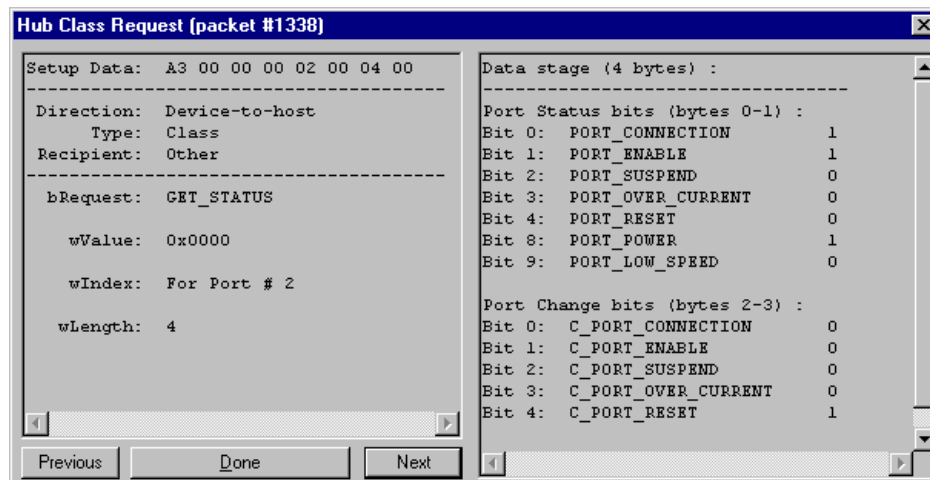 Hub Class Request (packet #1338)
Setup Data: A3 00 00 00 02 00 04 00
-----------------------------------------
Direction: Device-to-host
Type: Class
Recipient: Other
-----------------------------------------
bRequest: GET_STATUS
wValue: 0x0000
wIndex: For Port # 2
wLength: 4
Previous
Done
Next
Data stage (4 bytes) :
-----------------------------------
Port Status bits (bytes 0-1) :
Bit 0: PORT_CONNECTION 1
Bit 1: PORT_ENABLE 1
Bit 2: PORT_SUSPEND 0
Bit 3: PORT_OVER_CURRENT 0
Bit 4: PORT_RESET 0
Bit 8: PORT_POWER 1
Bit 9: PORT_LOW_SPEED 0
Port Change bits (bytes 2-3) :
Bit 0: C_PORT_CONNECTION 0
Bit 1: C_PORT_ENABLE 0
Bit 2: C_PORT_SUSPEND 0
Bit 3: C_PORT_OVER_CURRENT 0
Bit 4: C_PORT_RESET 1